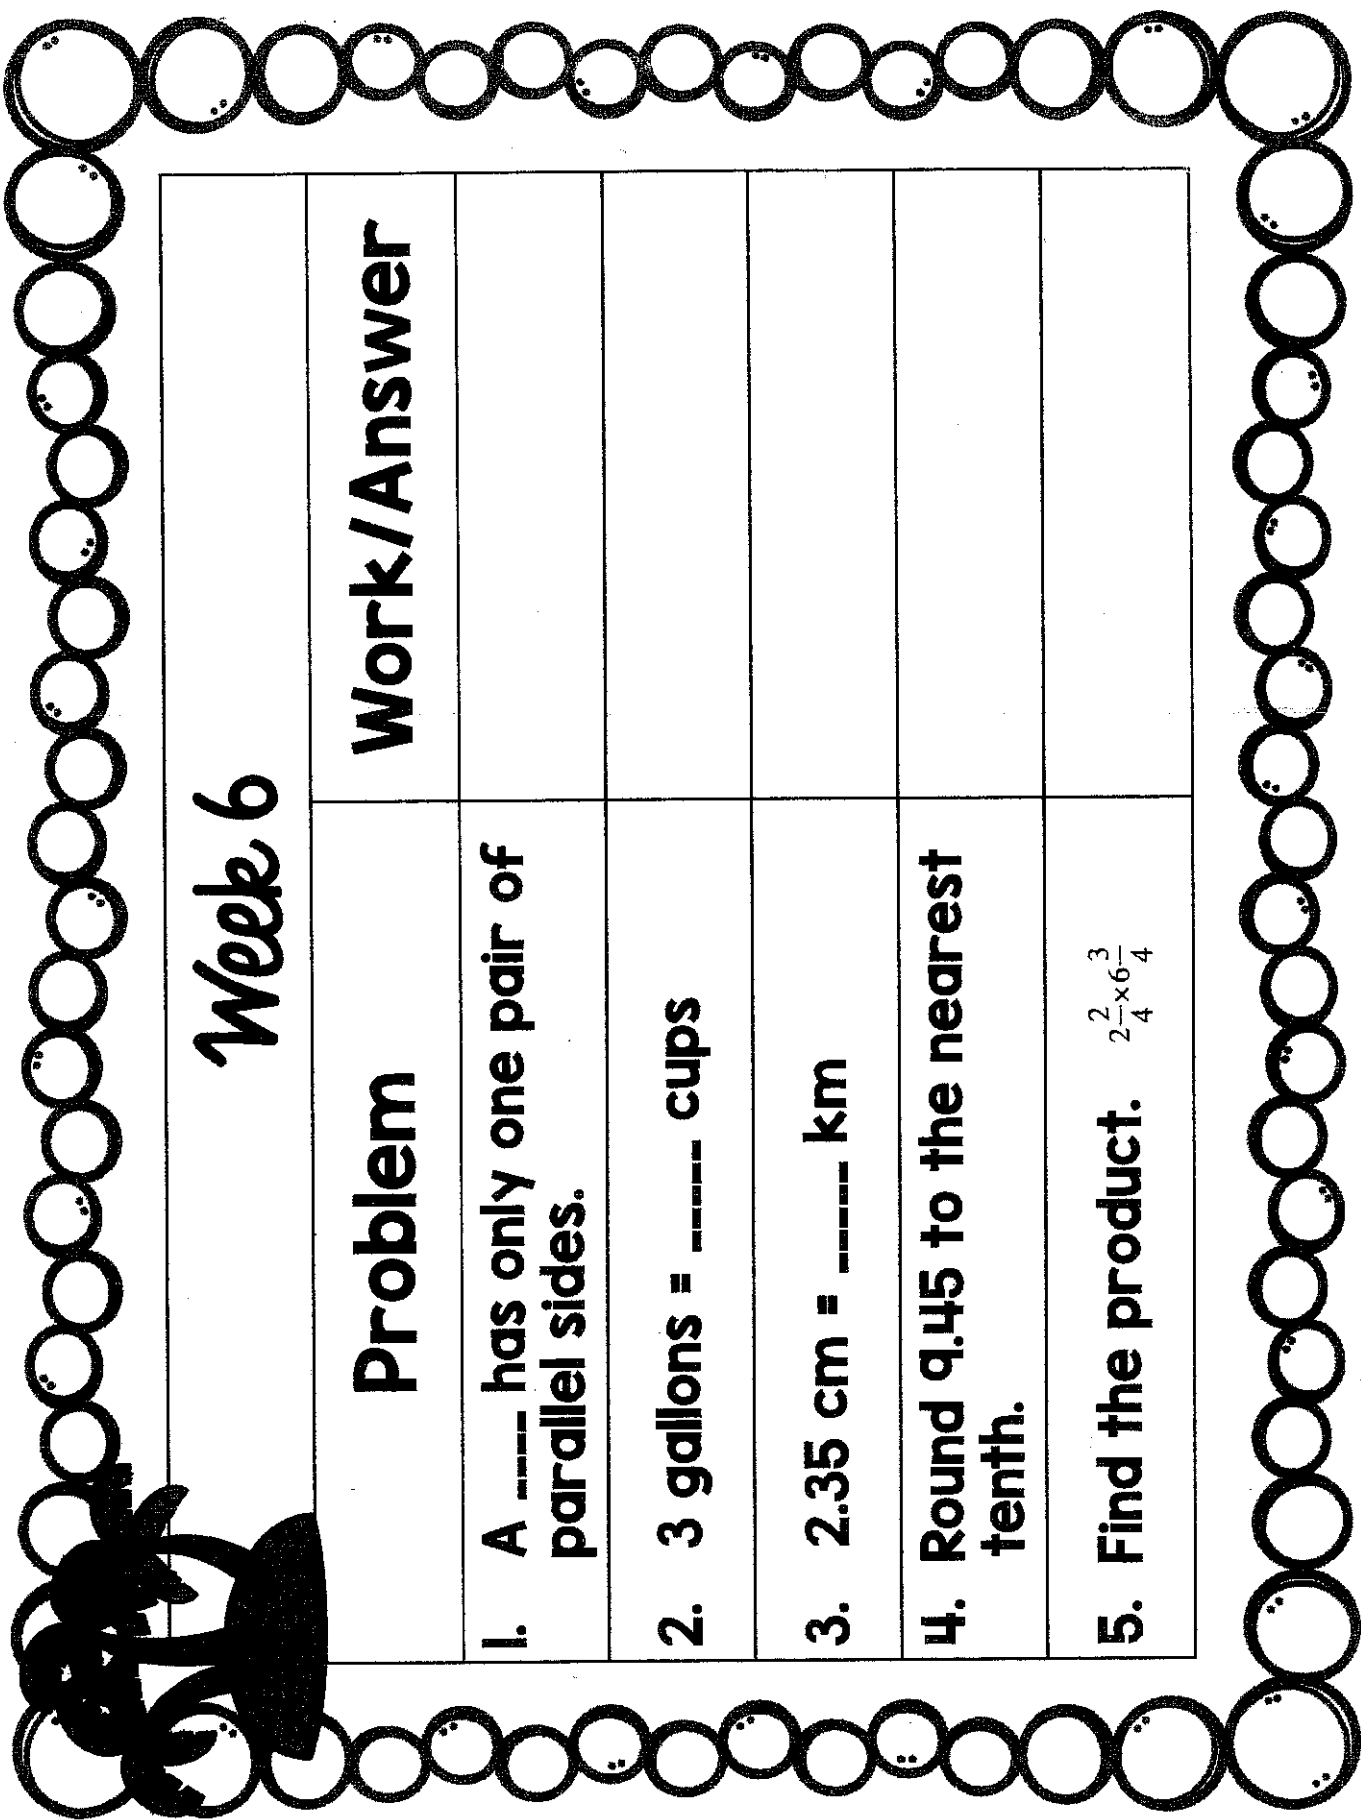 Week 6
Problem
Work/Answer
1. A ____ has only one pair of
parallel sides.
2. 3 gallons = ____ cups
3. 2.35 cm = ____ km
4. Round 9.45 to the nearest
tenth.
5. Find the product. 2 2/4 × 6 3/4